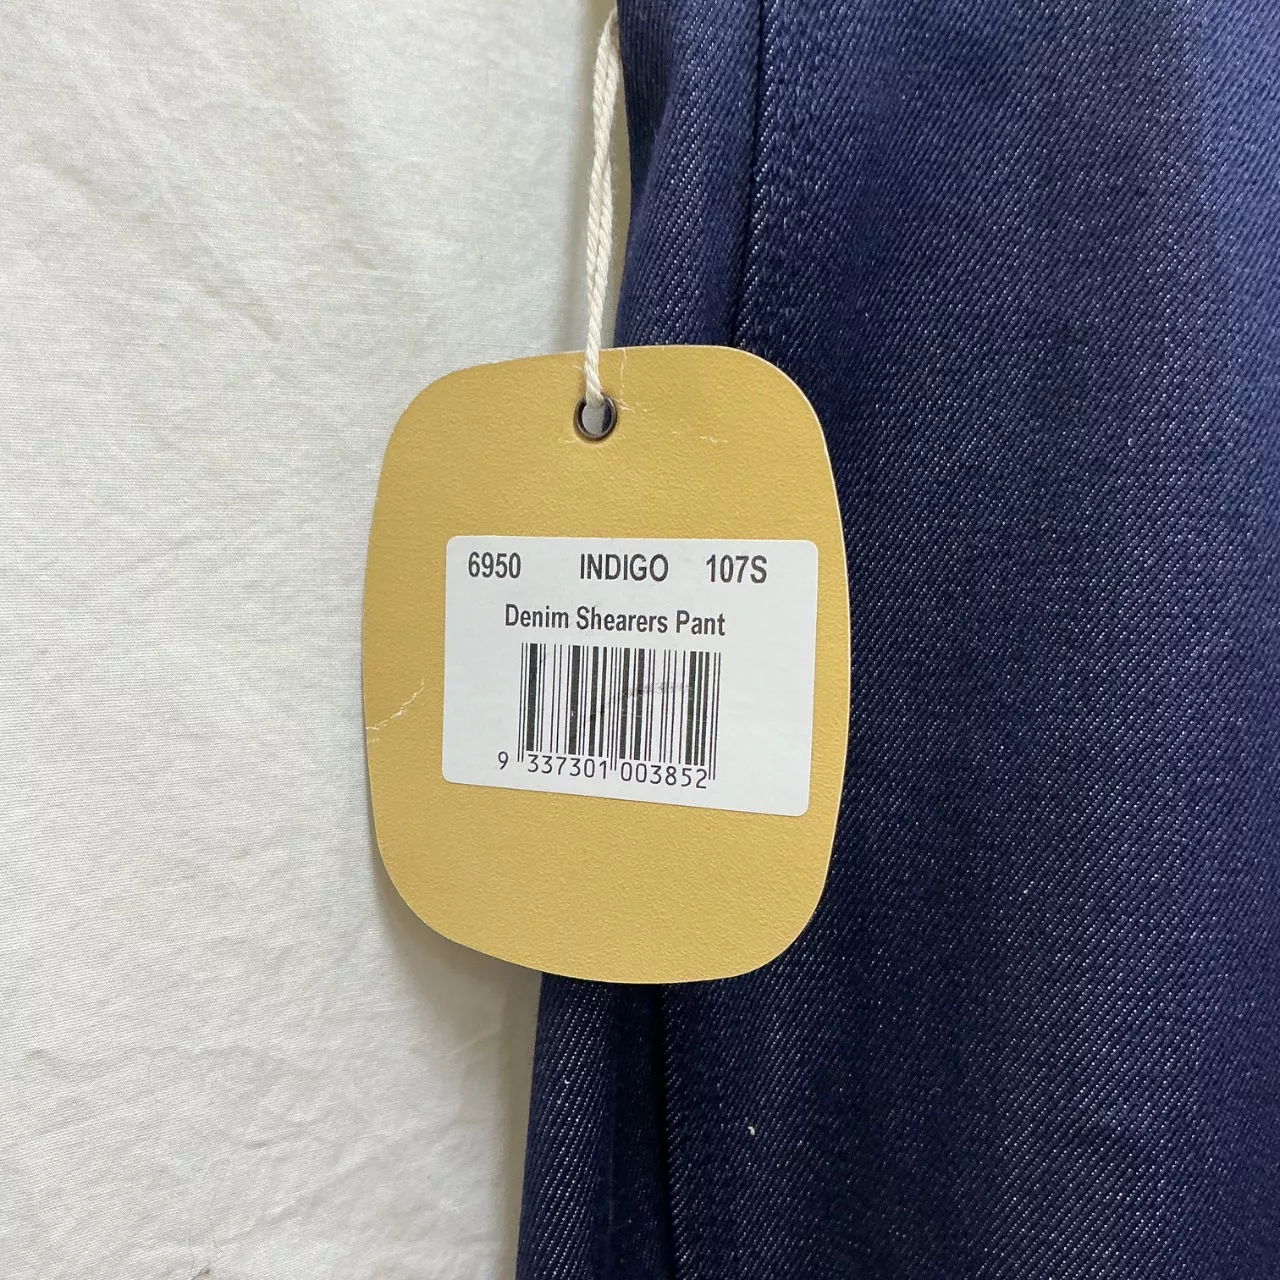 6950 INDIGO 107S
Denim Shearers Pant
9 337301 003852